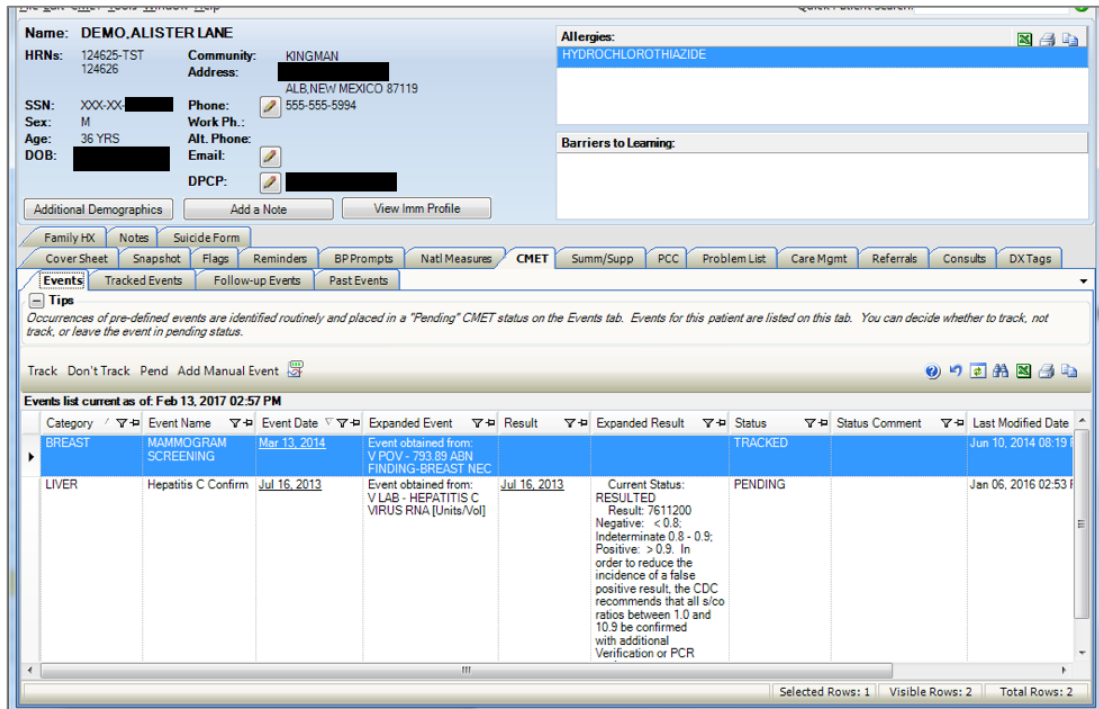 File Edit CMET Tools Window Help
Quick Patient Search:
Name: DEMO,ALISTER LANE
HRNs: 124625-TST
124626
Community: KINGMAN
Address:
ALB,NEW MEXICO 87119
SSN: XXX-XX-
Phone: 555-555-5994
Sex: M
Work Ph.:
Age: 36 YRS
Alt. Phone:
DOB:
Email:
DPCP:
Allergies:
HYDROCHLOROTHIAZIDE
Barriers to Learning:
Additional Demographics Add a Note View Imm Profile
Family HX Notes Suicide Form
Cover Sheet Snapshot Flags Reminders BP Prompts Natl Measures CMET Summ/Supp PCC Problem List Care Mgmt Referrals Consults DX Tags
Events Tracked Events Follow-up Events Past Events
Tips
Occurrences of pre-defined events are identified routinely and placed in a "Pending" CMET status on the Events tab. Events for this patient are listed on this tab. You can decide whether to track, not
track, or leave the event in pending status.
Track Don't Track Pend Add Manual Event
Events list current as of: Feb 13, 2017 02:57 PM
Category Event Name Event Date Expanded Event Result Expanded Result Status Status Comment Last Modified Date
BREAST
MAMMOGRAM
SCREENING
Mar 13, 2014
Event obtained from:
V POV - 793.89 ABN
FINDING-BREAST NEC
TRACKED
Jun 10, 2014 08:19
LIVER
Hepatitis C Confirm
Jul 16, 2013
Event obtained from:
V LAB - HEPATITIS C
VIRUS RNA [Units/Vol]
Jul 16, 2013
Current Status:
RESULTED
Result: 7611200
Negative: < 0.8;
Indeterminate 0.8 - 0.9;
Positive: > 0.9. In
order to reduce the
incidence of a false
positive result, the CDC
recommends that all s/co
ratios between 1.0 and
10.9 be confirmed
with additional
Verification or PCR
PENDING
Jan 06, 2016 02:53
Selected Rows: 1 Visible Rows: 2 Total Rows: 2